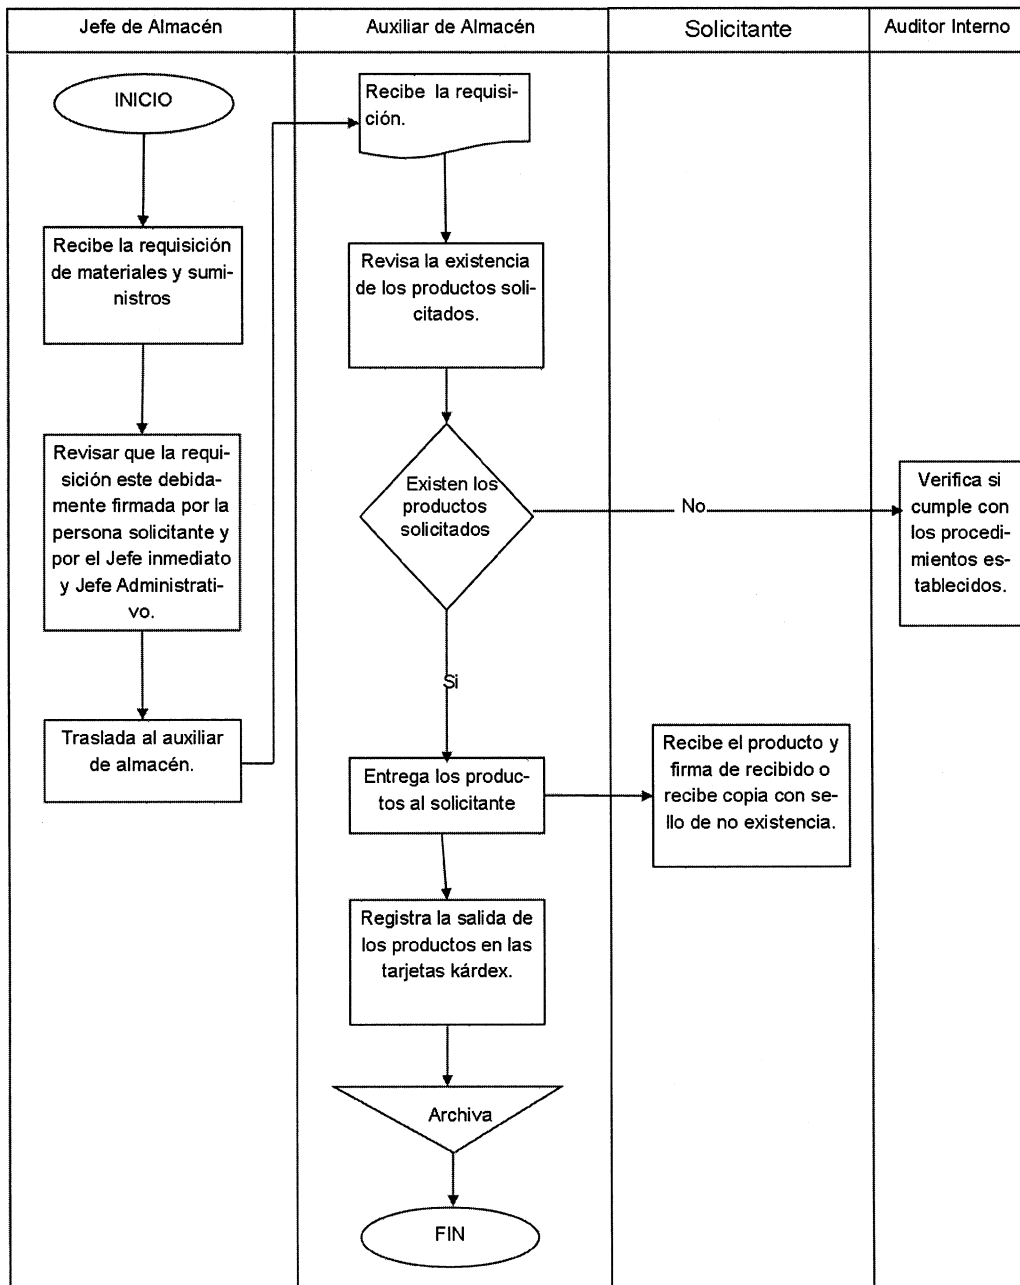 Jefe de Almacén
Auxiliar de Almacén
Solicitante
Auditor Interno
INICIO
Recibe la requisición
de materiales y sumi-
nistros
Revisar que la requi-
sición este debida-
mente firmada por la
persona solicitante y
por el Jefe inmediato
y Jefe Administrati-
vo.
Traslada al auxiliar
de almacén.
Recibe la requisi-
ción.
Revisa la existencia
de los productos soli-
citados.
Existen los
productos
solicitados
No
Si
Entrega los produc-
tos al solicitante
Registra la salida de
los productos en las
tarjetas kárdex.
Archiva
FIN
Recibe el producto y
firma de recibido o
recibe copia con se-
llo de no existencia.
Verifica si
cumple con
los procedi-
mientos es-
tablecidos.